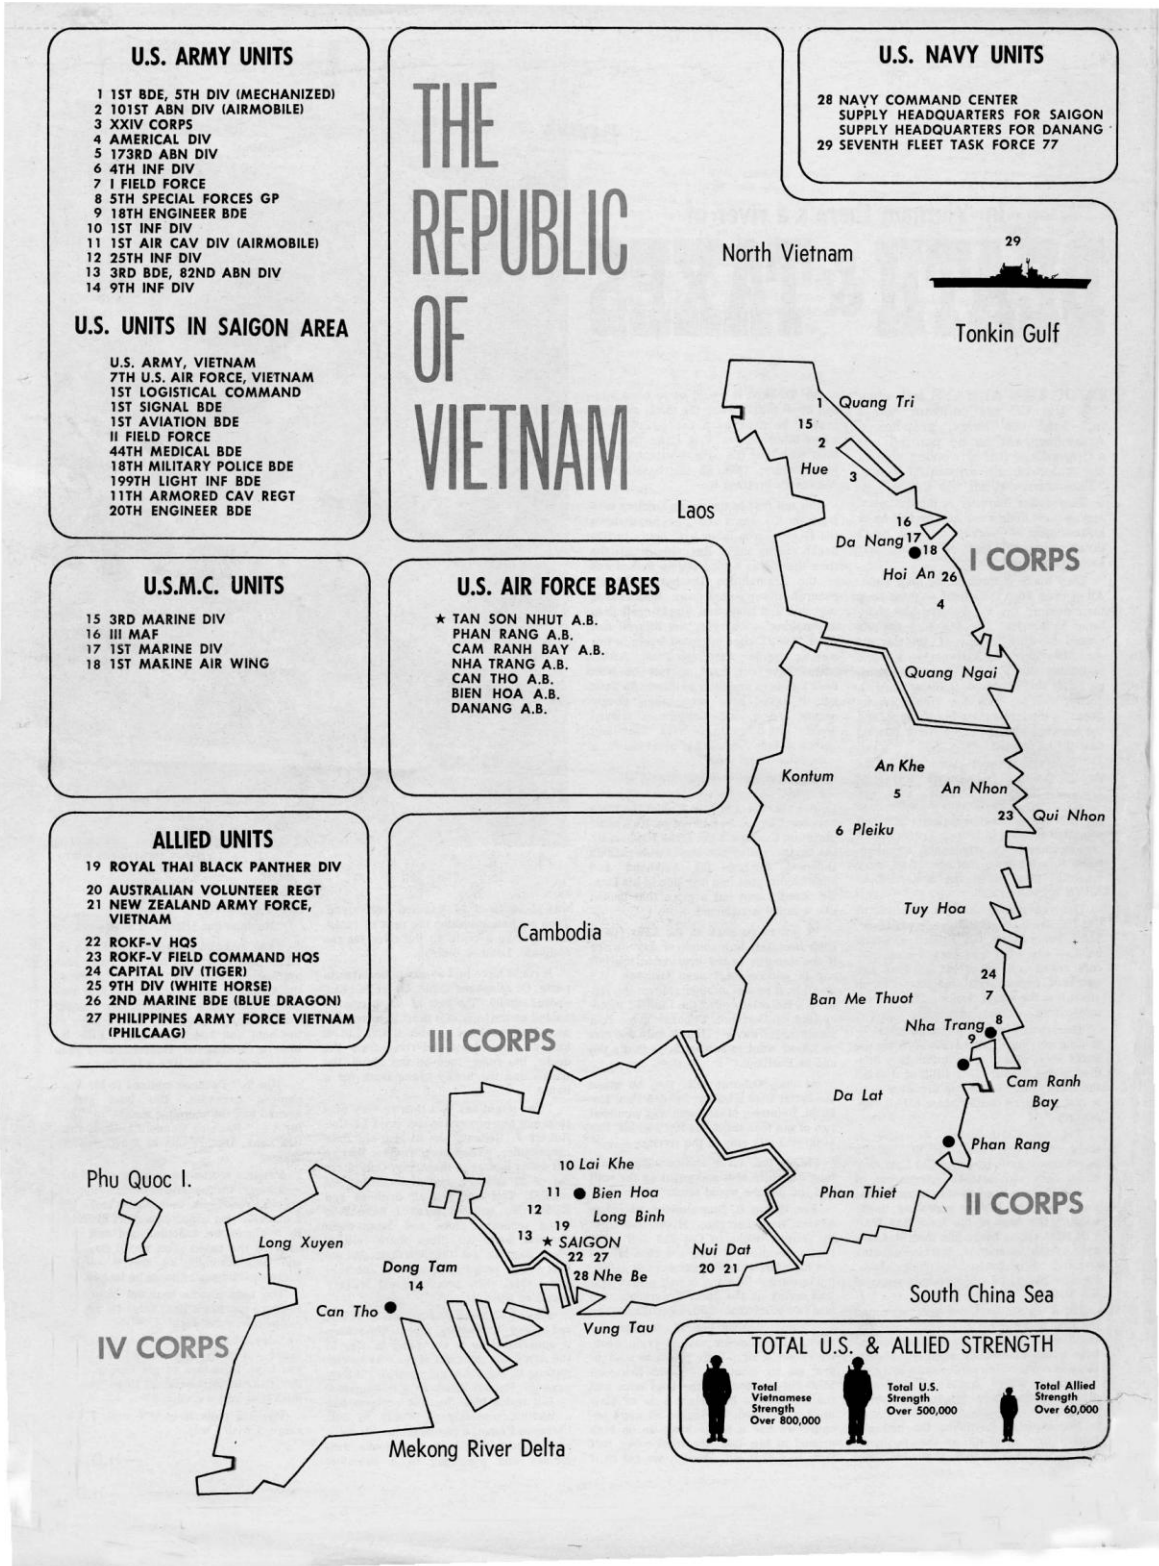 U.S. ARMY UNITS
1 1ST BDE, 5TH DIV (MECHANIZED)
2 101ST ABN DIV (AIRMOBILE)
3 XXIV CORPS
4 AMERICAL DIV
5 173RD ABN DIV
6 4TH INF DIV
7 I FIELD FORCE
8 5TH SPECIAL FORCES GP
9 18TH ENGINEER BDE
10 1ST INF DIV
11 1ST AIR CAV DIV (AIRMOBILE)
12 25TH INF DIV
13 3RD BDE, 82ND ABN DIV
14 9TH INF DIV
U.S. UNITS IN SAIGON AREA
U.S. ARMY, VIETNAM
7TH U.S. AIR FORCE, VIETNAM
1ST LOGISTICAL COMMAND
1ST SIGNAL BDE
1ST AVIATION BDE
II FIELD FORCE
44TH MEDICAL BDE
18TH MILITARY POLICE BDE
199TH LIGHT INF BDE
11TH ARMORED CAV REGT
20TH ENGINEER BDE
THE
REPUBLIC
OF
VIETNAM
U.S. NAVY UNITS
28 NAVY COMMAND CENTER
SUPPLY HEADQUARTERS FOR SAIGON
SUPPLY HEADQUARTERS FOR DANANG
29 SEVENTH FLEET TASK FORCE 77
U.S.M.C. UNITS
15 3RD MARINE DIV
16 III MAF
17 1ST MARINE DIV
18 1ST MARINE AIR WING
U.S. AIR FORCE BASES
★ TAN SON NHUT A.B.
PHAN RANG A.B.
CAM RANH BAY A.B.
NHA TRANG A.B.
CAN THO A.B.
BIEN HOA A.B.
DANANG A.B.
ALLIED UNITS
19 ROYAL THAI BLACK PANTHER DIV
20 AUSTRALIAN VOLUNTEER REGT
21 NEW ZEALAND ARMY FORCE,
VIETNAM
22 ROKF-V HQS
23 ROKF-V FIELD COMMAND HQS
24 CAPITAL DIV (TIGER)
25 9TH DIV (WHITE HORSE)
26 2ND MARINE BDE (BLUE DRAGON)
27 PHILIPPINES ARMY FORCE VIETNAM
(PHILCAAG)
North Vietnam
29
Tonkin Gulf
1 Quang Tri
15
2
Hue
3
Laos
16
Da Nang 17
18
I CORPS
Hoi An 26
4
Quang Ngai
Kontum
An Khe
5
An Nhon
23 Qui Nhon
6 Pleiku
Tuy Hoa
Cambodia
24
7
Ban Me Thuot
8
Nha Trang
9
III CORPS
Cam Ranh
Bay
Da Lat
Phan Rang
10 Lai Khe
Phu Quoc I.
11 Bien Hoa
12
Long Binh
Phan Thiet
II CORPS
19
13 ★ SAIGON
22 27
Long Xuyen
Nui Dat
20 21
Dong Tam
14
28 Nhe Be
South China Sea
Can Tho
Vung Tau
IV CORPS
Mekong River Delta
TOTAL U.S. & ALLIED STRENGTH
Total
Vietnamese
Strength
Over 800,000
Total U.S.
Strength
Over 500,000
Total Allied
Strength
Over 60,000